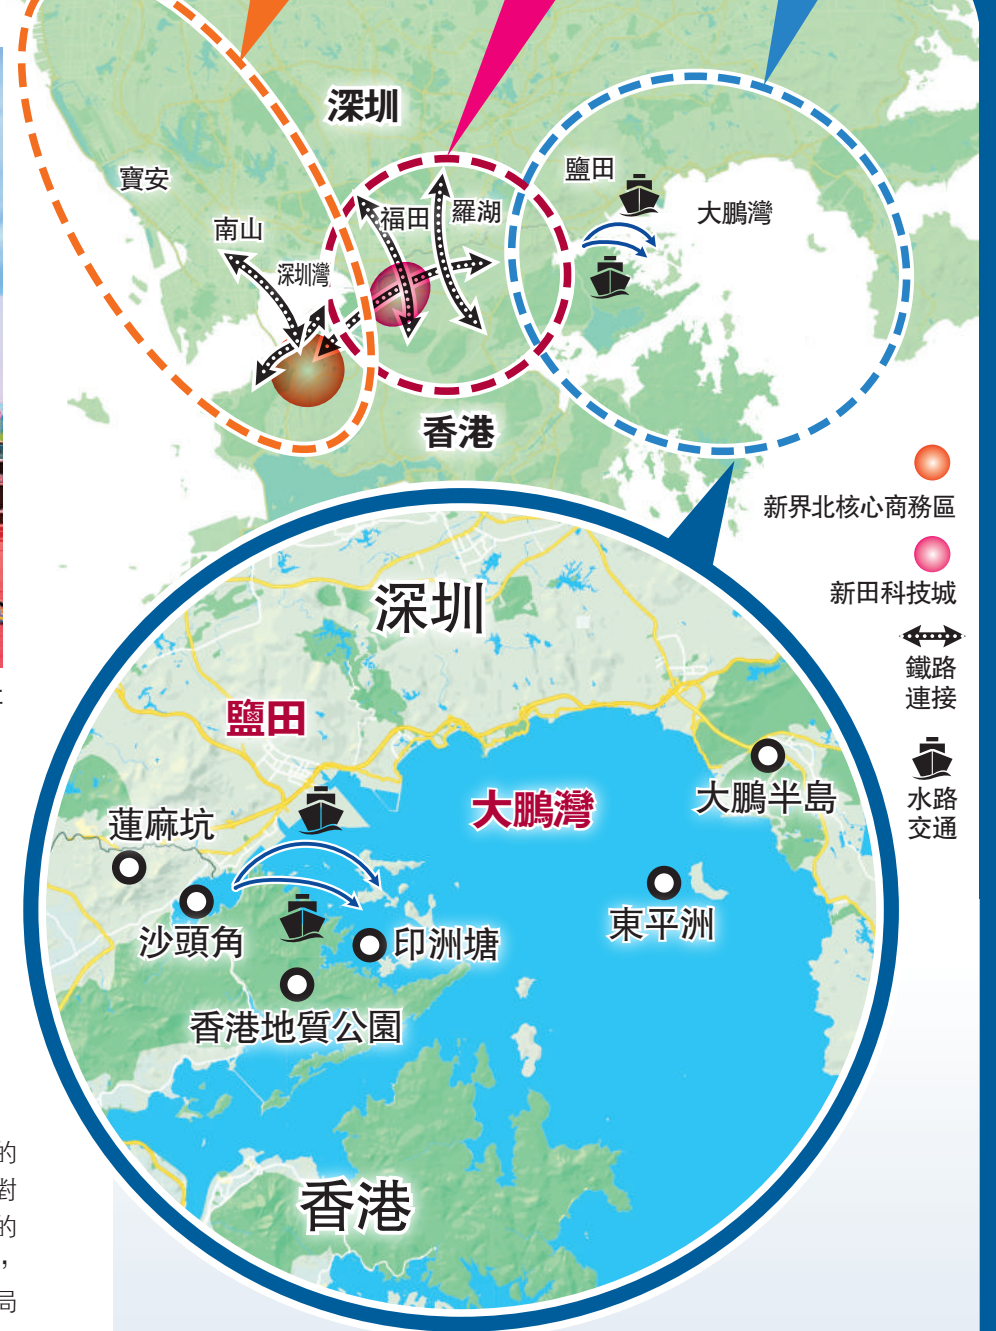 深圳
寶安
南山
深圳灣
福田
羅湖
鹽田
大鵬灣
香港
新界北核心商務區
新田科技城
鐵路
連接
水路
交通
深圳
鹽田
大鵬灣
大鵬半島
蓮麻坑
沙頭角
印洲塘
東平洲
香港地質公園
香港
的
對
的
，
局